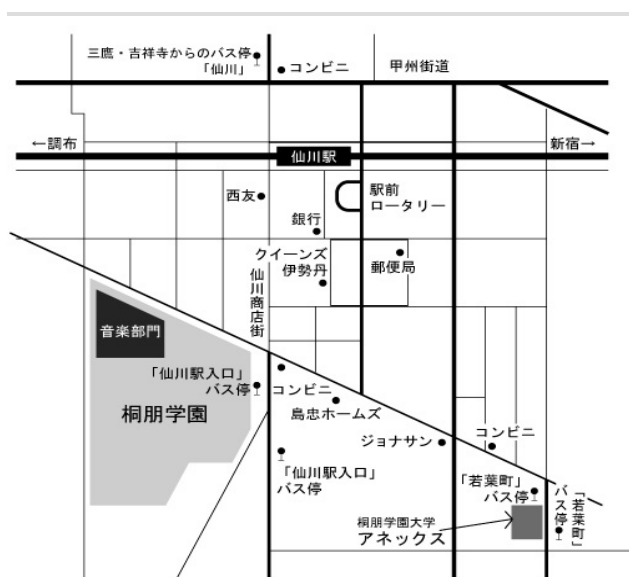 三鷹・吉祥寺からのバス停
「仙川」
コンビニ
甲州街道
←調布
仙川駅
新宿→
西友
駅前
ロータリー
銀行
クイーンズ
伊勢丹
郵便局
仙川商店街
音楽部門
「仙川駅入口」
バス停
コンビニ
桐朋学園
島忠ホームズ
ジョナサン
コンビニ
「仙川駅入口」
バス停
「若葉町」
バス停
「若葉町」
バス停
桐朋学園大学
アネックス